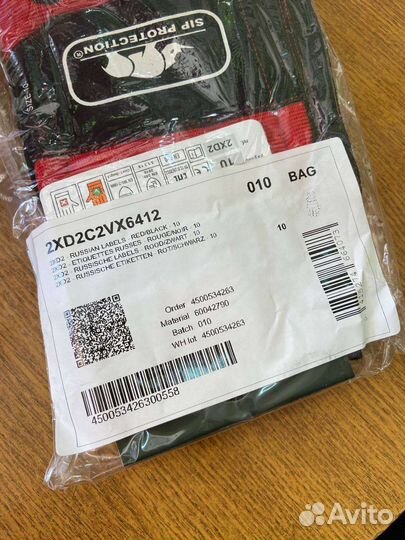 SIP PROTECTION®
2XD2
10
010 BAG
2XD2C2VX6412
2XD2 - RUSSIAN LABELS - RED/BLACK : 10
2XD2 - ETIQUETTES RUSSES - ROUGE/NOIR : 10
2XD2 - RUSSISCHE LABELS - ROOD/ZWART : 10
2XD2 - RUSSISCHE ETIKETTEN - ROT/SCHWARZ : 10
10
Order 4500534263
Material 60042790
Batch 010
WH lot 4500534263
450053426300558
Avito